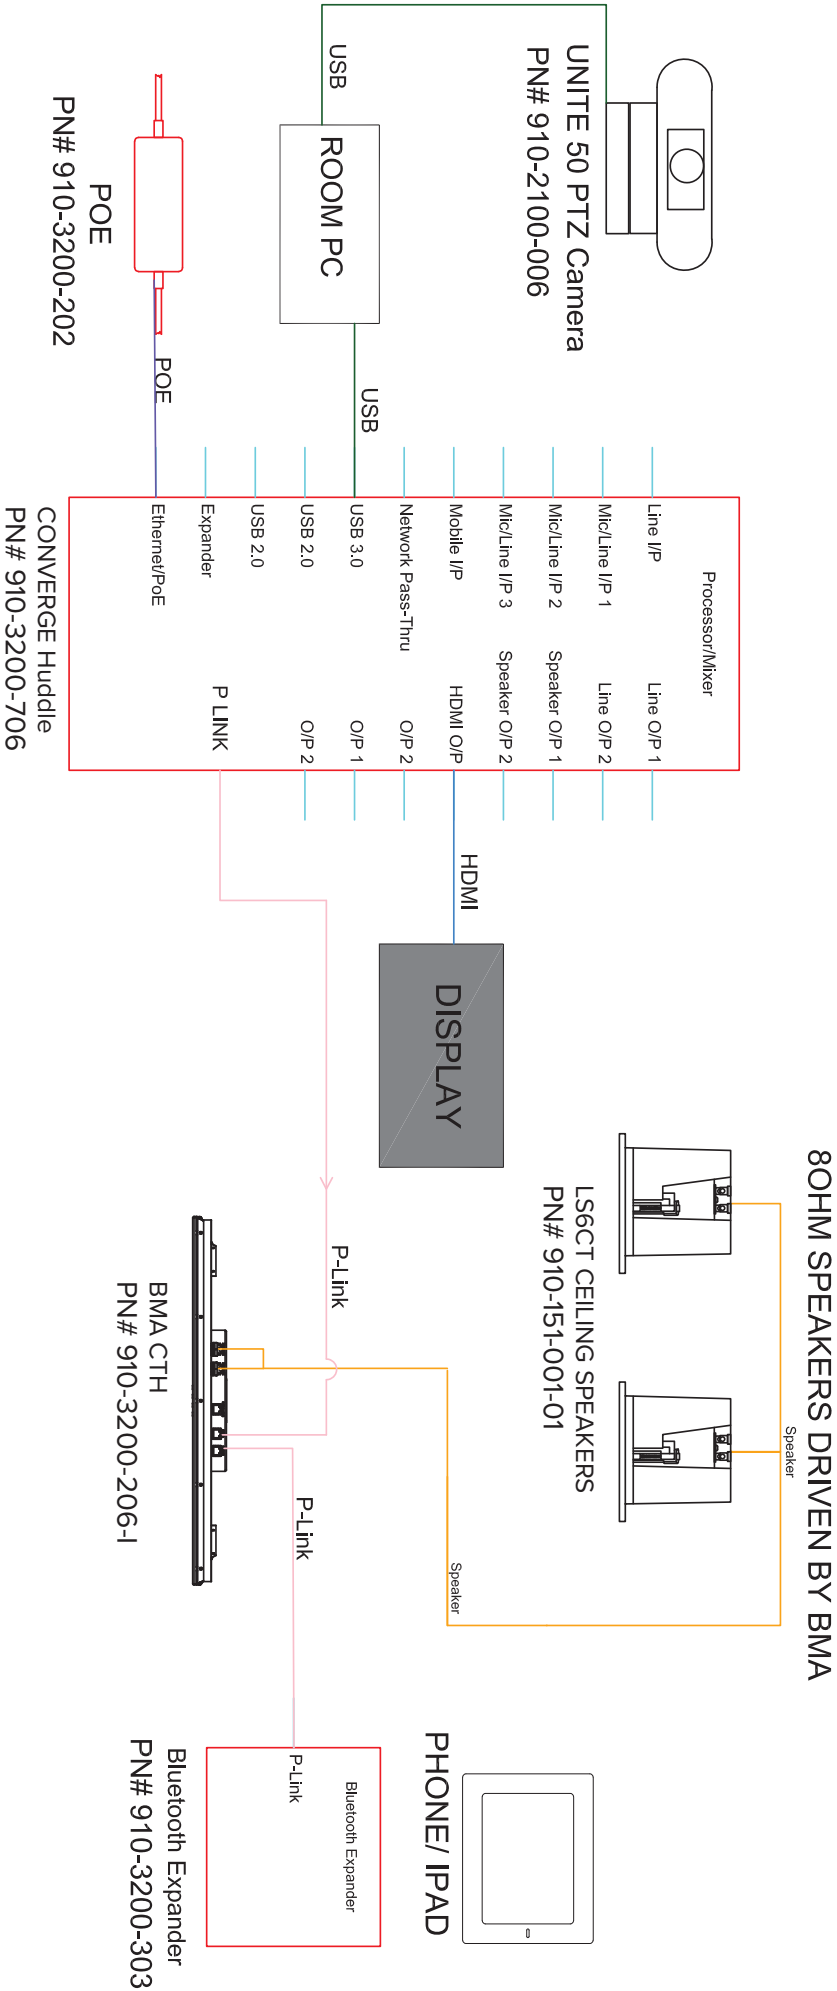 8OHM SPEAKERS DRIVEN BY BMA
UNITE 50 PTZ Camera
PN# 910-2100-006
USB
ROOM PC
USB
POE
PN# 910-3200-202
POE
Processor/Mixer
Line I/P
Mic/Line I/P 1
Mic/Line I/P 2
Mic/Line I/P 3
Mobile I/P
Network Pass-Thru
USB 3.0
USB 2.0
USB 2.0
Expander
Ethernet/PoE
Line O/P 1
Line O/P 2
Speaker O/P 1
Speaker O/P 2
HDMI O/P
O/P 2
O/P 1
O/P 2
P LINK
CONVERGE Huddle
PN# 910-3200-706
HDMI
DISPLAY
LS6CT CEILING SPEAKERS
PN# 910-151-001-01
Speaker
Speaker
P-Link
BMA CTH
PN# 910-3200-206-I
P-Link
PHONE/ IPAD
Bluetooth Expander
P-Link
Bluetooth Expander
PN# 910-3200-303